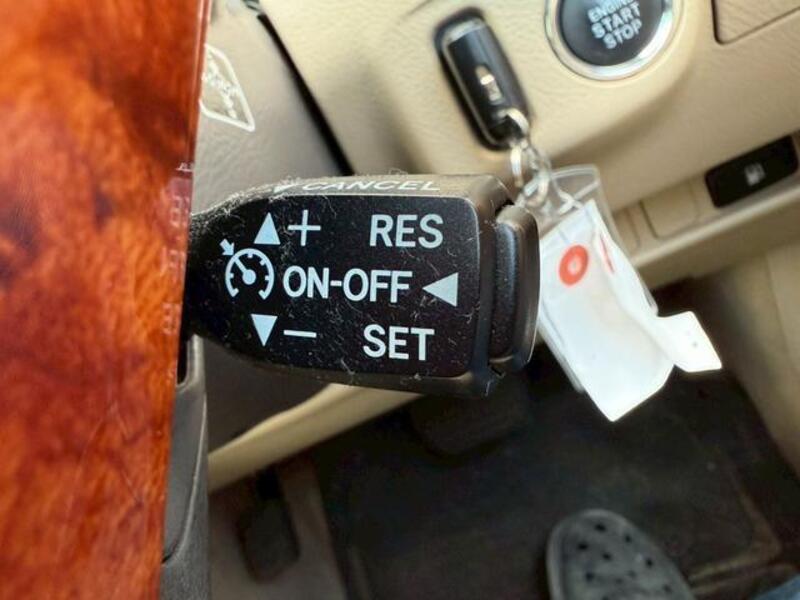 ENGINE
START
STOP
CANCEL
+ RES
ON-OFF
− SET